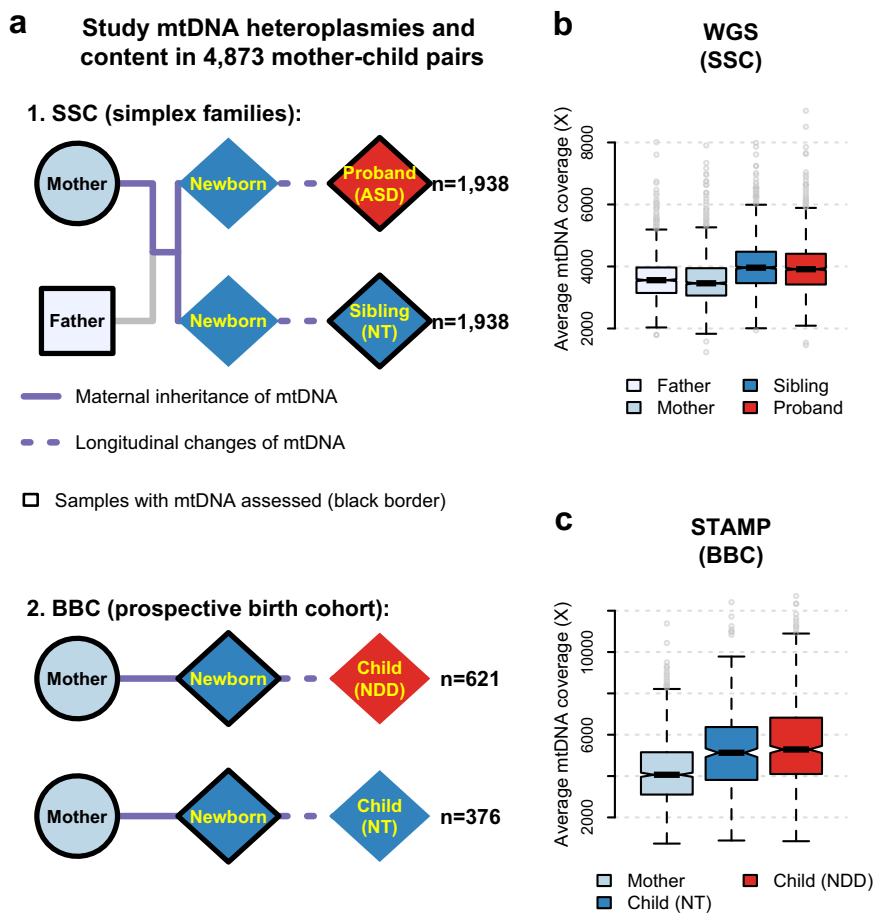 a
Study mtDNA heteroplasmies and
content in 4,873 mother-child pairs
1. SSC (simplex families):
Mother
Newborn
Proband
(ASD)
n=1,938
Father
Newborn
Sibling
(NT)
n=1,938
Maternal inheritance of mtDNA
Longitudinal changes of mtDNA
Samples with mtDNA assessed (black border)
2. BBC (prospective birth cohort):
Mother
Newborn
Child
(NDD)
n=621
Mother
Newborn
Child
(NT)
n=376
b
WGS
(SSC)
Average mtDNA coverage (X)
8000
6000
4000
2000
Father
Sibling
Mother
Proband
c
STAMP
(BBC)
Average mtDNA coverage (X)
10000
6000
2000
Mother
Child (NDD)
Child (NT)